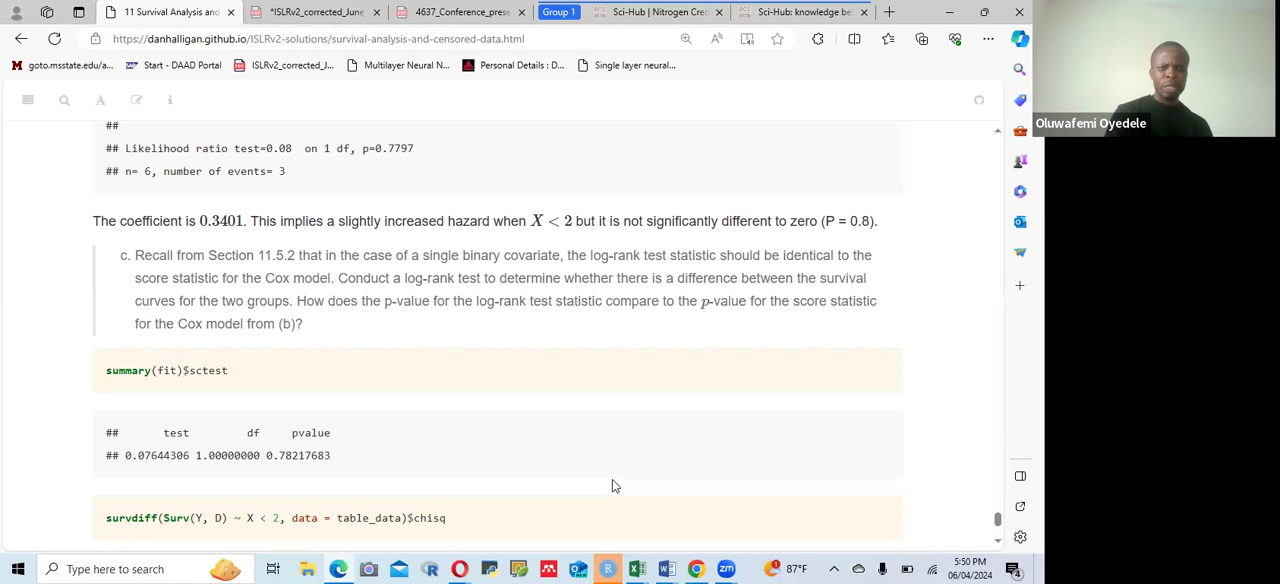 11 Survival Analysis and
*ISLRv2_corrected_June_
4637_Conference_prese
Group 1
Sci-Hub | Nitrogen Creo
Sci-Hub: knowledge be
https://danhalligan.github.io/ISLRv2-solutions/survival-analysis-and-censored-data.html
goto.msstate.edu/a...
Start - DAAD Portal
ISLRv2_corrected_J...
Multilayer Neural N...
Personal Details : D...
Single layer neural...
Oluwafemi Oyedele
##
## Likelihood ratio test=0.08  on 1 df, p=0.7797
## n= 6, number of events= 3
The coefficient is 0.3401. This implies a slightly increased hazard when X < 2 but it is not significantly different to zero (P = 0.8).
c. Recall from Section 11.5.2 that in the case of a single binary covariate, the log-rank test statistic should be identical to the
score statistic for the Cox model. Conduct a log-rank test to determine whether there is a difference between the survival
curves for the two groups. How does the p-value for the log-rank test statistic compare to the p-value for the score statistic
for the Cox model from (b)?
summary(fit)$sctest
## test df pvalue
## 0.07644306 1.00000000 0.78217683
survdiff(Surv(Y, D) ~ X < 2, data = table_data)$chisq
Type here to search
87°F
5:50 PM
06/04/2024